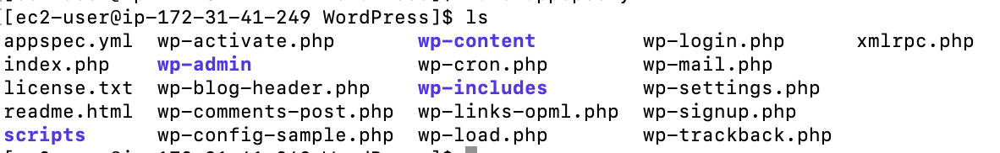 [ec2-user@ip-172-31-41-249 WordPress]$ ls
appspec.yml wp-activate.php wp-content wp-login.php xmlrpc.php
index.php wp-admin wp-cron.php wp-mail.php
license.txt wp-blog-header.php wp-includes wp-settings.php
readme.html wp-comments-post.php wp-links-opml.php wp-signup.php
scripts wp-config-sample.php wp-load.php wp-trackback.php